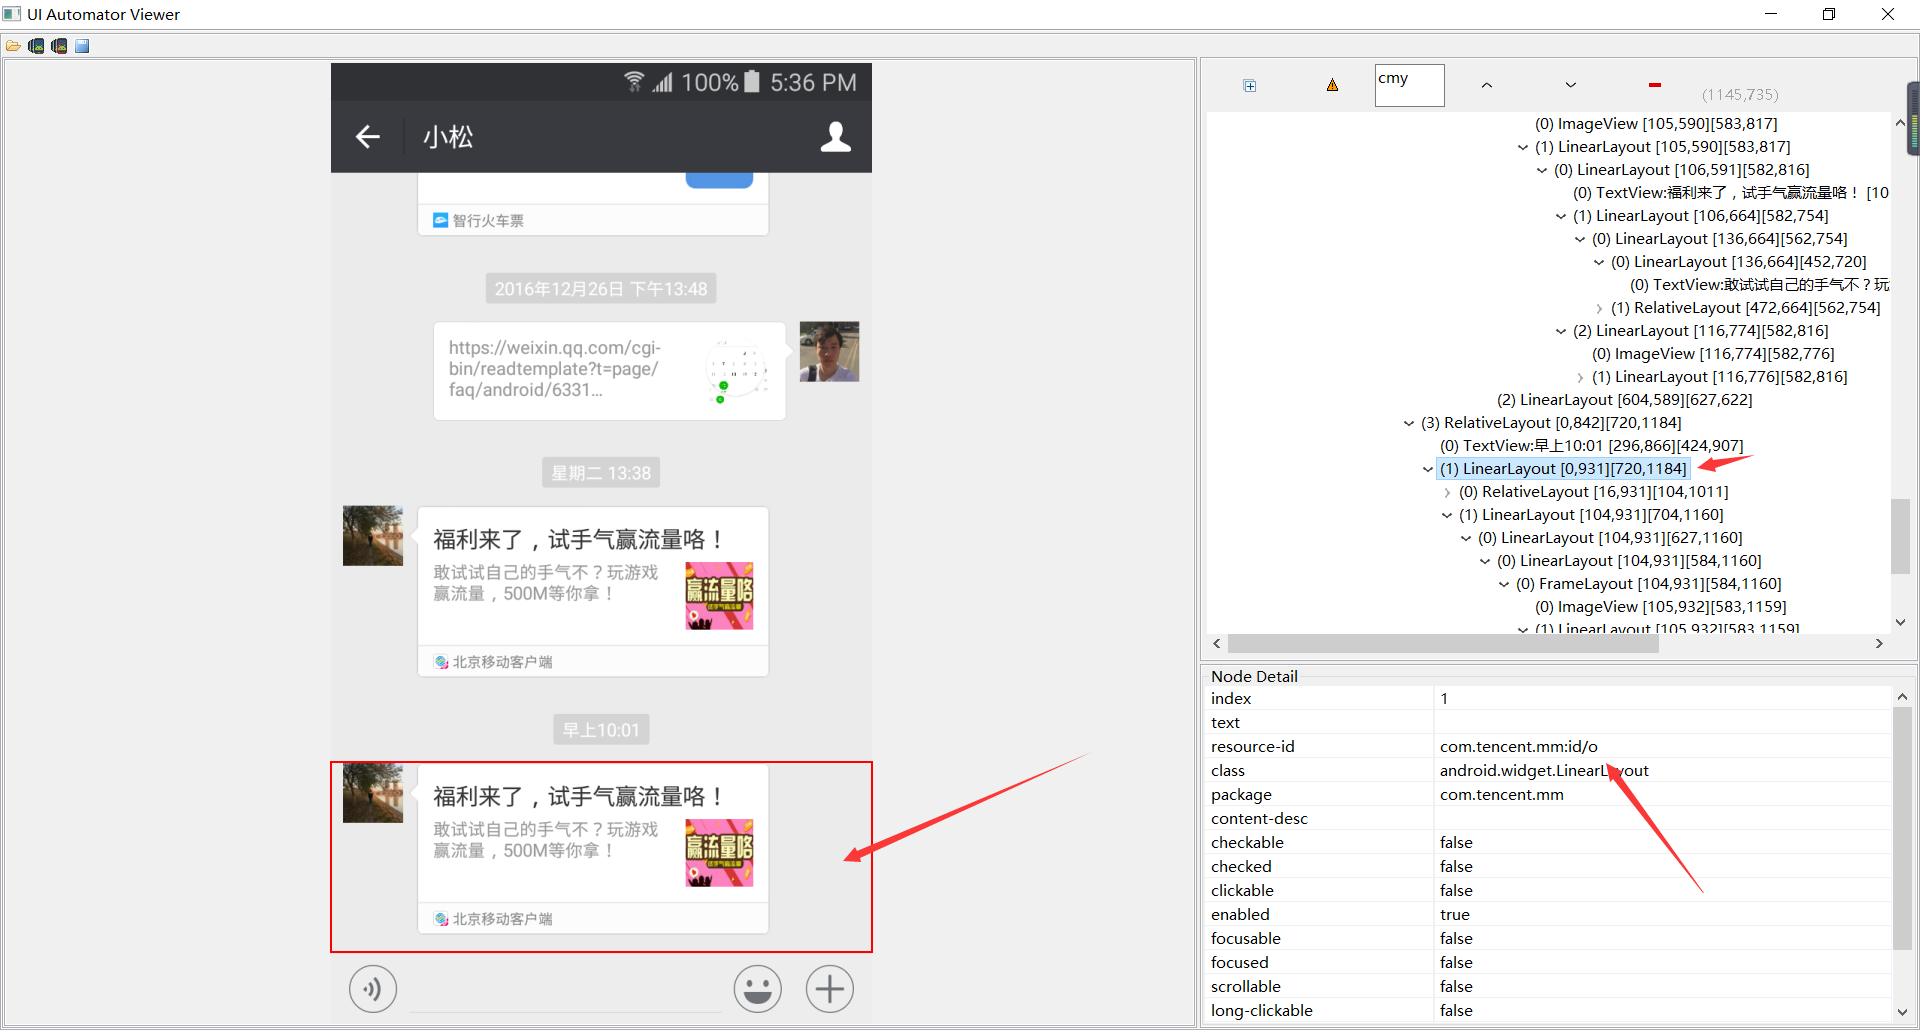 UI Automator Viewer
100% 5:36 PM
小松
智行火车票
2016年12月26日 下午13:48
https://weixin.qq.com/cgi-
bin/readtemplate?t=page/
faq/android/6331...
星期二 13:38
福利来了，试手气赢流量咯！
敢试试自己的手气不？玩游戏
赢流量，500M等你拿！
赢流量咯
试手气赢流量
北京移动客户端
早上10:01
福利来了，试手气赢流量咯！
敢试试自己的手气不？玩游戏
赢流量，500M等你拿！
赢流量咯
试手气赢流量
北京移动客户端
cmy
(1145,735)
(0) ImageView [105,590][583,817]
(1) LinearLayout [105,590][583,817]
(0) LinearLayout [106,591][582,816]
(0) TextView:福利来了，试手气赢流量咯！ [10
(1) LinearLayout [106,664][582,754]
(0) LinearLayout [136,664][562,754]
(0) LinearLayout [136,664][452,720]
(0) TextView:敢试试自己的手气不？玩
(1) RelativeLayout [472,664][562,754]
(2) LinearLayout [116,774][582,816]
(0) ImageView [116,774][582,776]
(1) LinearLayout [116,776][582,816]
(2) LinearLayout [604,589][627,622]
(3) RelativeLayout [0,842][720,1184]
(0) TextView:早上10:01 [296,866][424,907]
(1) LinearLayout [0,931][720,1184]
(0) RelativeLayout [16,931][104,1011]
(1) LinearLayout [104,931][704,1160]
(0) LinearLayout [104,931][627,1160]
(0) LinearLayout [104,931][584,1160]
(0) FrameLayout [104,931][584,1160]
(0) ImageView [105,932][583,1159]
(1) LinearLayout [105,932][583,1159]
Node Detail
index 1
text
resource-id com.tencent.mm:id/o
class android.widget.LinearLayout
package com.tencent.mm
content-desc
checkable false
checked false
clickable false
enabled true
focusable false
focused false
scrollable false
long-clickable false